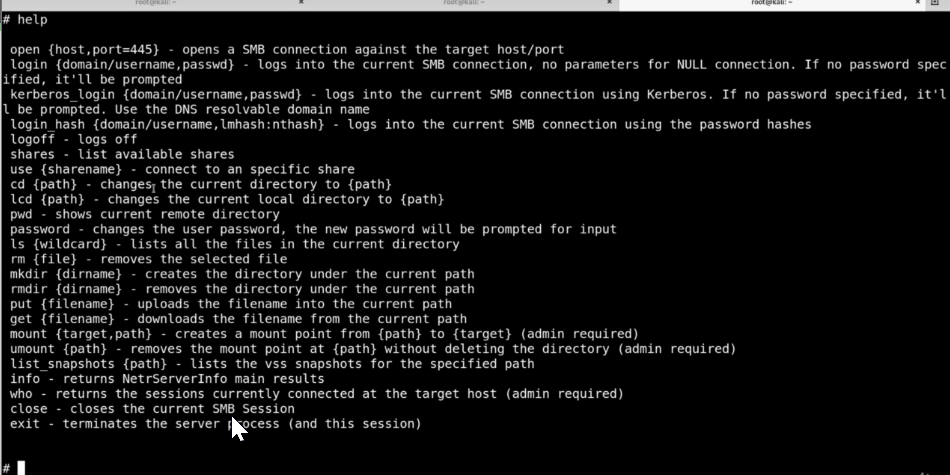 root@kali: ~ × root@kali: ~ × root@kali: ~ ×
# help
open {host,port=445} - opens a SMB connection against the target host/port
login {domain/username,passwd} - logs into the current SMB connection, no parameters for NULL connection. If no password spec
ified, it'll be prompted
kerberos_login {domain/username,passwd} - logs into the current SMB connection using Kerberos. If no password specified, it'l
l be prompted. Use the DNS resolvable domain name
login_hash {domain/username,lmhash:nthash} - logs into the current SMB connection using the password hashes
logoff - logs off
shares - list available shares
use {sharename} - connect to an specific share
cd {path} - changes the current directory to {path}
lcd {path} - changes the current local directory to {path}
pwd - shows current remote directory
password - changes the user password, the new password will be prompted for input
ls {wildcard} - lists all the files in the current directory
rm {file} - removes the selected file
mkdir {dirname} - creates the directory under the current path
rmdir {dirname} - removes the directory under the current path
put {filename} - uploads the filename into the current path
get {filename} - downloads the filename from the current path
mount {target,path} - creates a mount point from {path} to {target} (admin required)
umount {path} - removes the mount point at {path} without deleting the directory (admin required)
list_snapshots {path} - lists the vss snapshots for the specified path
info - returns NetrServerInfo main results
who - returns the sessions currently connected at the target host (admin required)
close - closes the current SMB Session
exit - terminates the server process (and this session)
#